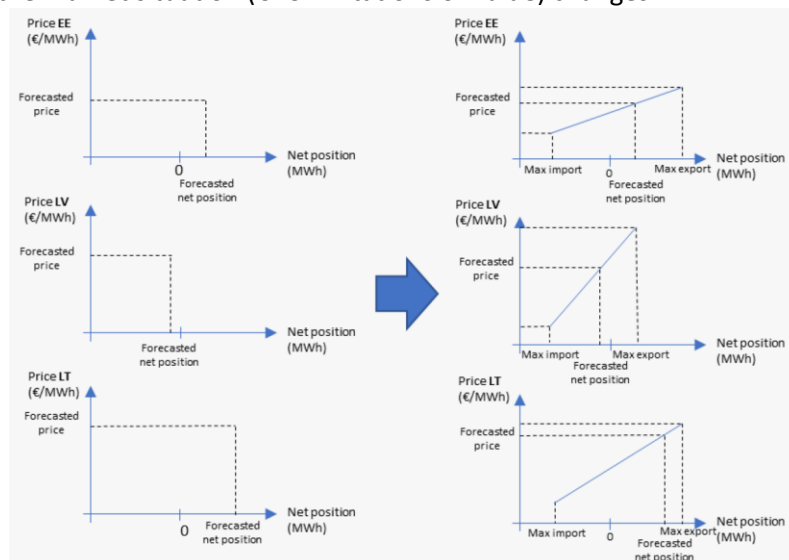 Price EE
(€/MWh)
Forecasted
price
0
Forecasted
net position
Net position
(MWh)
Price LV
(€/MWh)
Forecasted
price
Forecasted
net position
Net position
(MWh)
Price LT
(€/MWh)
Forecasted
price
0
Forecasted
net position
Net position
(MWh)
Price EE
(€/MWh)
Forecasted
price
Max import
0
Max export
Forecasted
net position
Net position
(MWh)
Price LV
(€/MWh)
Forecasted
price
Max import
Max export
Forecasted
net position
Net position
(MWh)
Price LT
(€/MWh)
Forecasted
price
Max import
0
Max export
Forecasted
net position
Net position
(MWh)